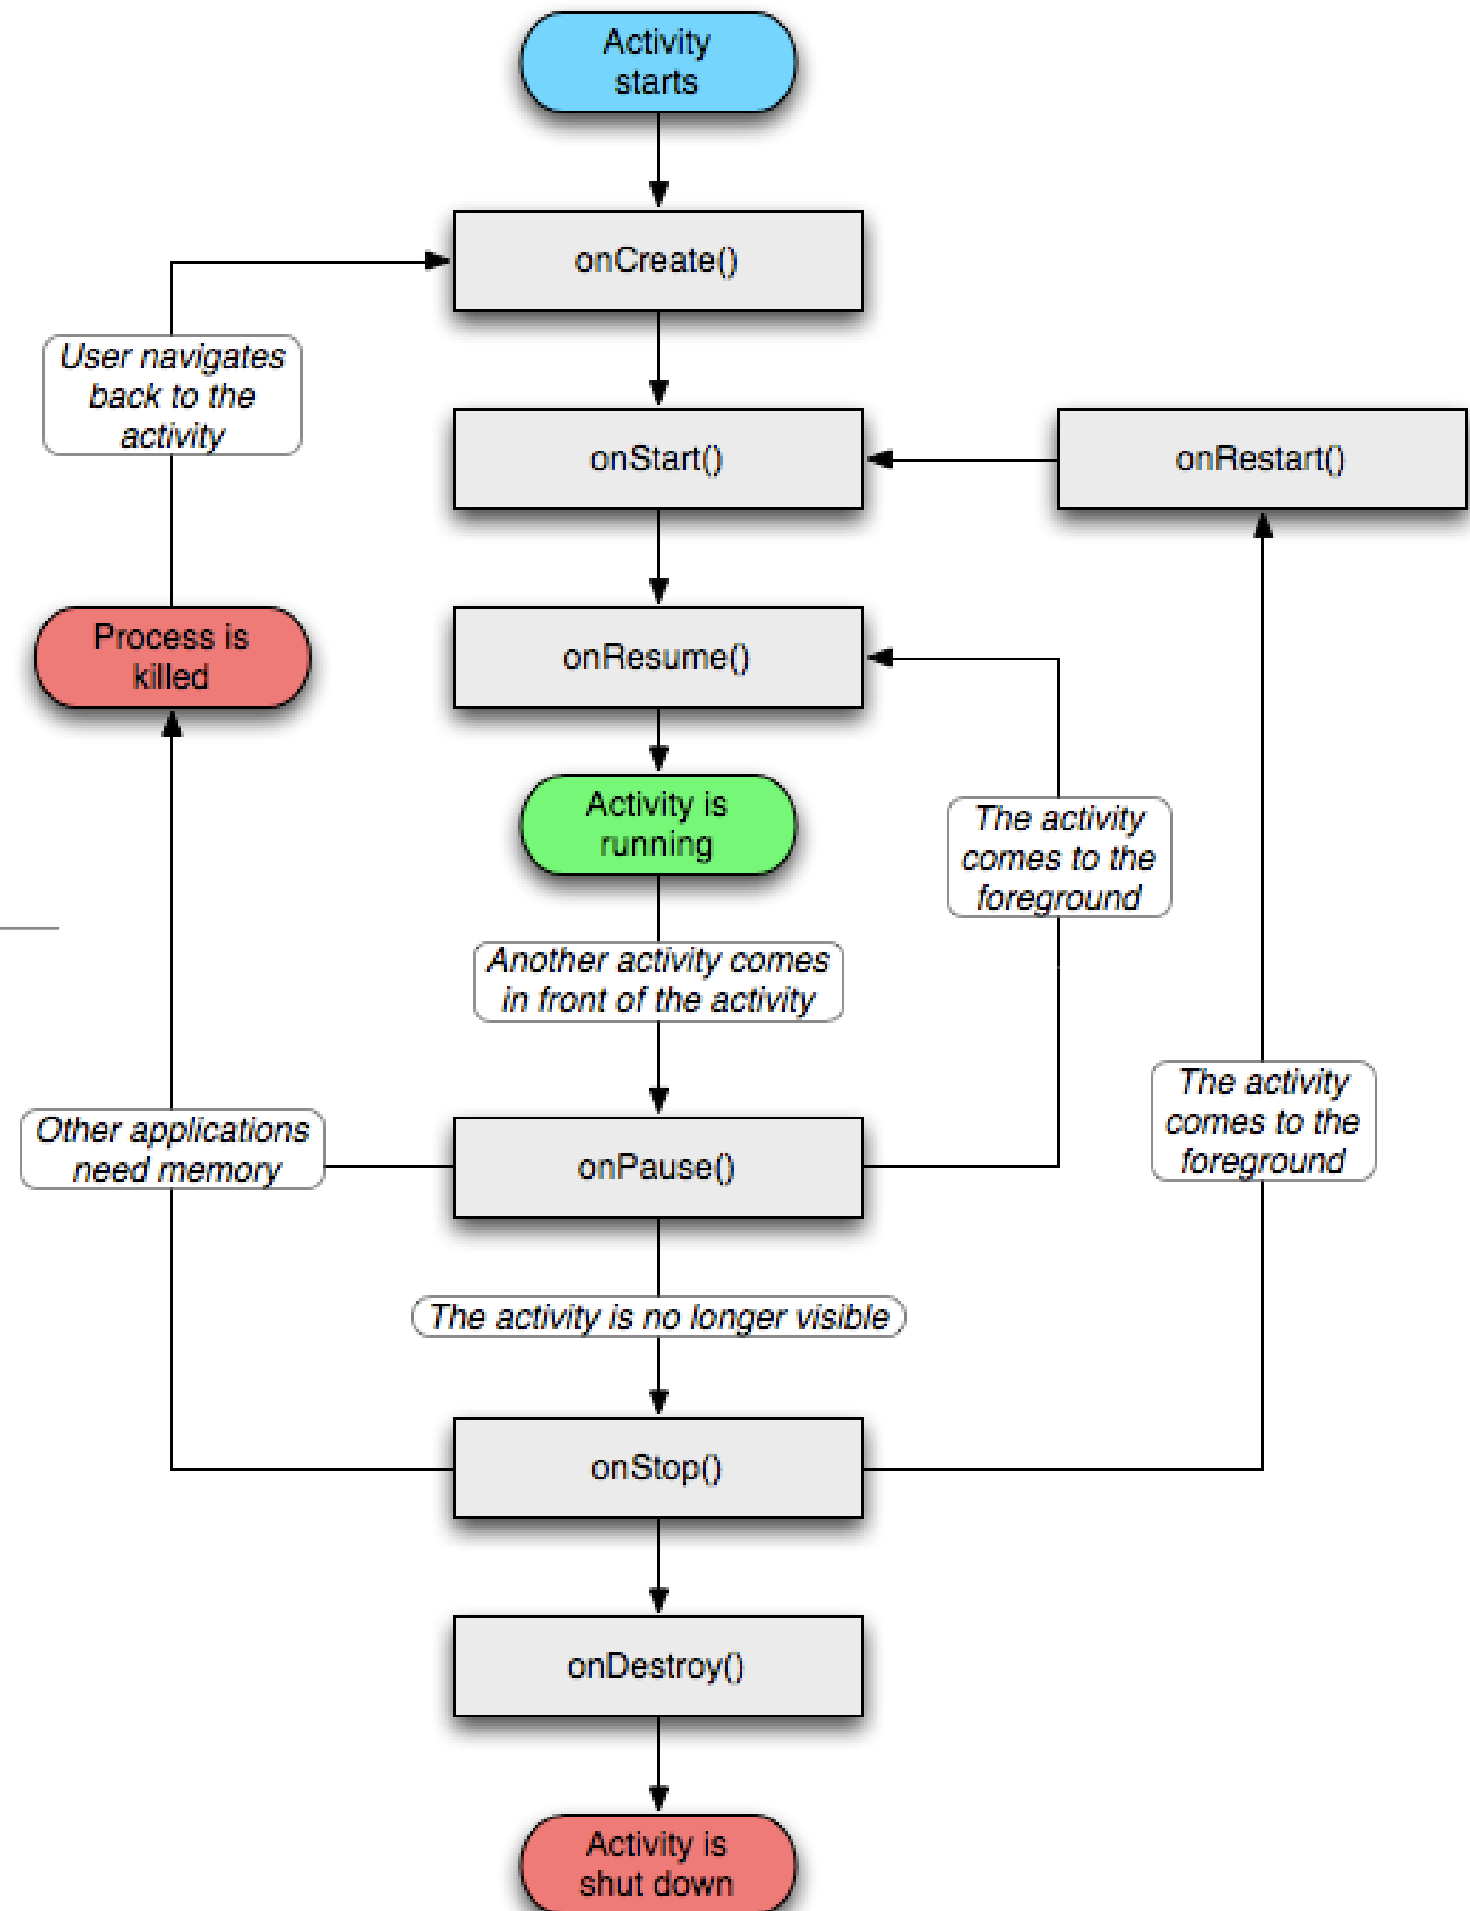 Activity
starts
onCreate()
User navigates
back to the
activity
onStart()
onRestart()
Process is
killed
onResume()
Activity is
running
The activity
comes to the
foreground
Another activity comes
in front of the activity
The activity
comes to the
foreground
Other applications
need memory
onPause()
The activity is no longer visible
onStop()
onDestroy()
Activity is
shut down